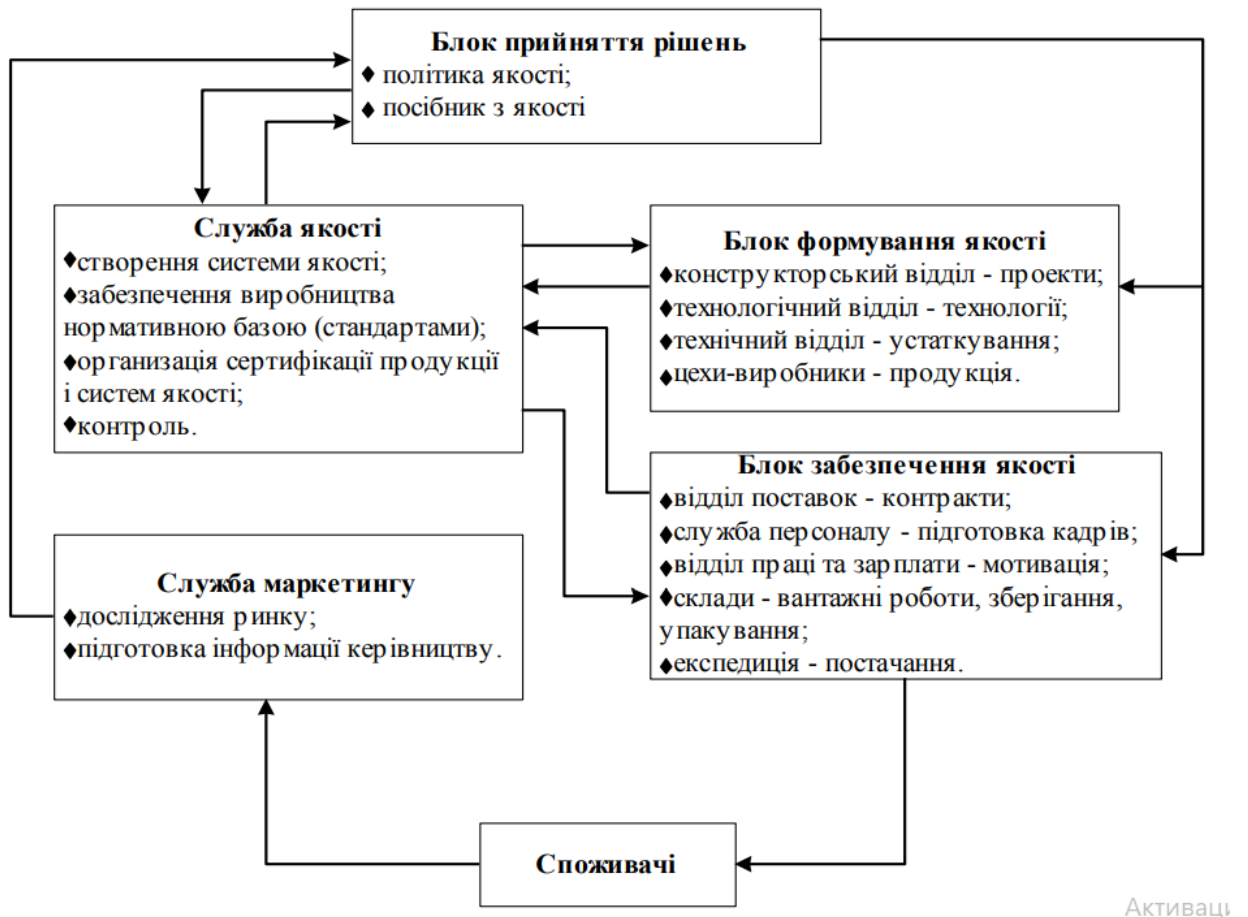 Блок прийняття рішень
♦ політика якості;
♦ посібник з якості
Служба якості
♦створення системи якості;
♦забезпечення виробництва
нормативною базою (стандартами);
♦организація сертифікації продукції
і систем якості;
♦контроль.
Блок формування якості
♦конструкторський відділ - проекти;
♦технологічний відділ - технології;
♦технічний відділ - устаткування;
♦цехи-виробники - продукція.
Блок забезпечення якості
♦відділ поставок - контракти;
♦служба персоналу - підготовка кадрів;
♦відділ праці та зарплати - мотивація;
♦склади - вантажні роботи, зберігання,
упакування;
♦експедиція - постачання.
Служба маркетингу
♦дослідження ринку;
♦підготовка інформації керівництву.
Споживачі